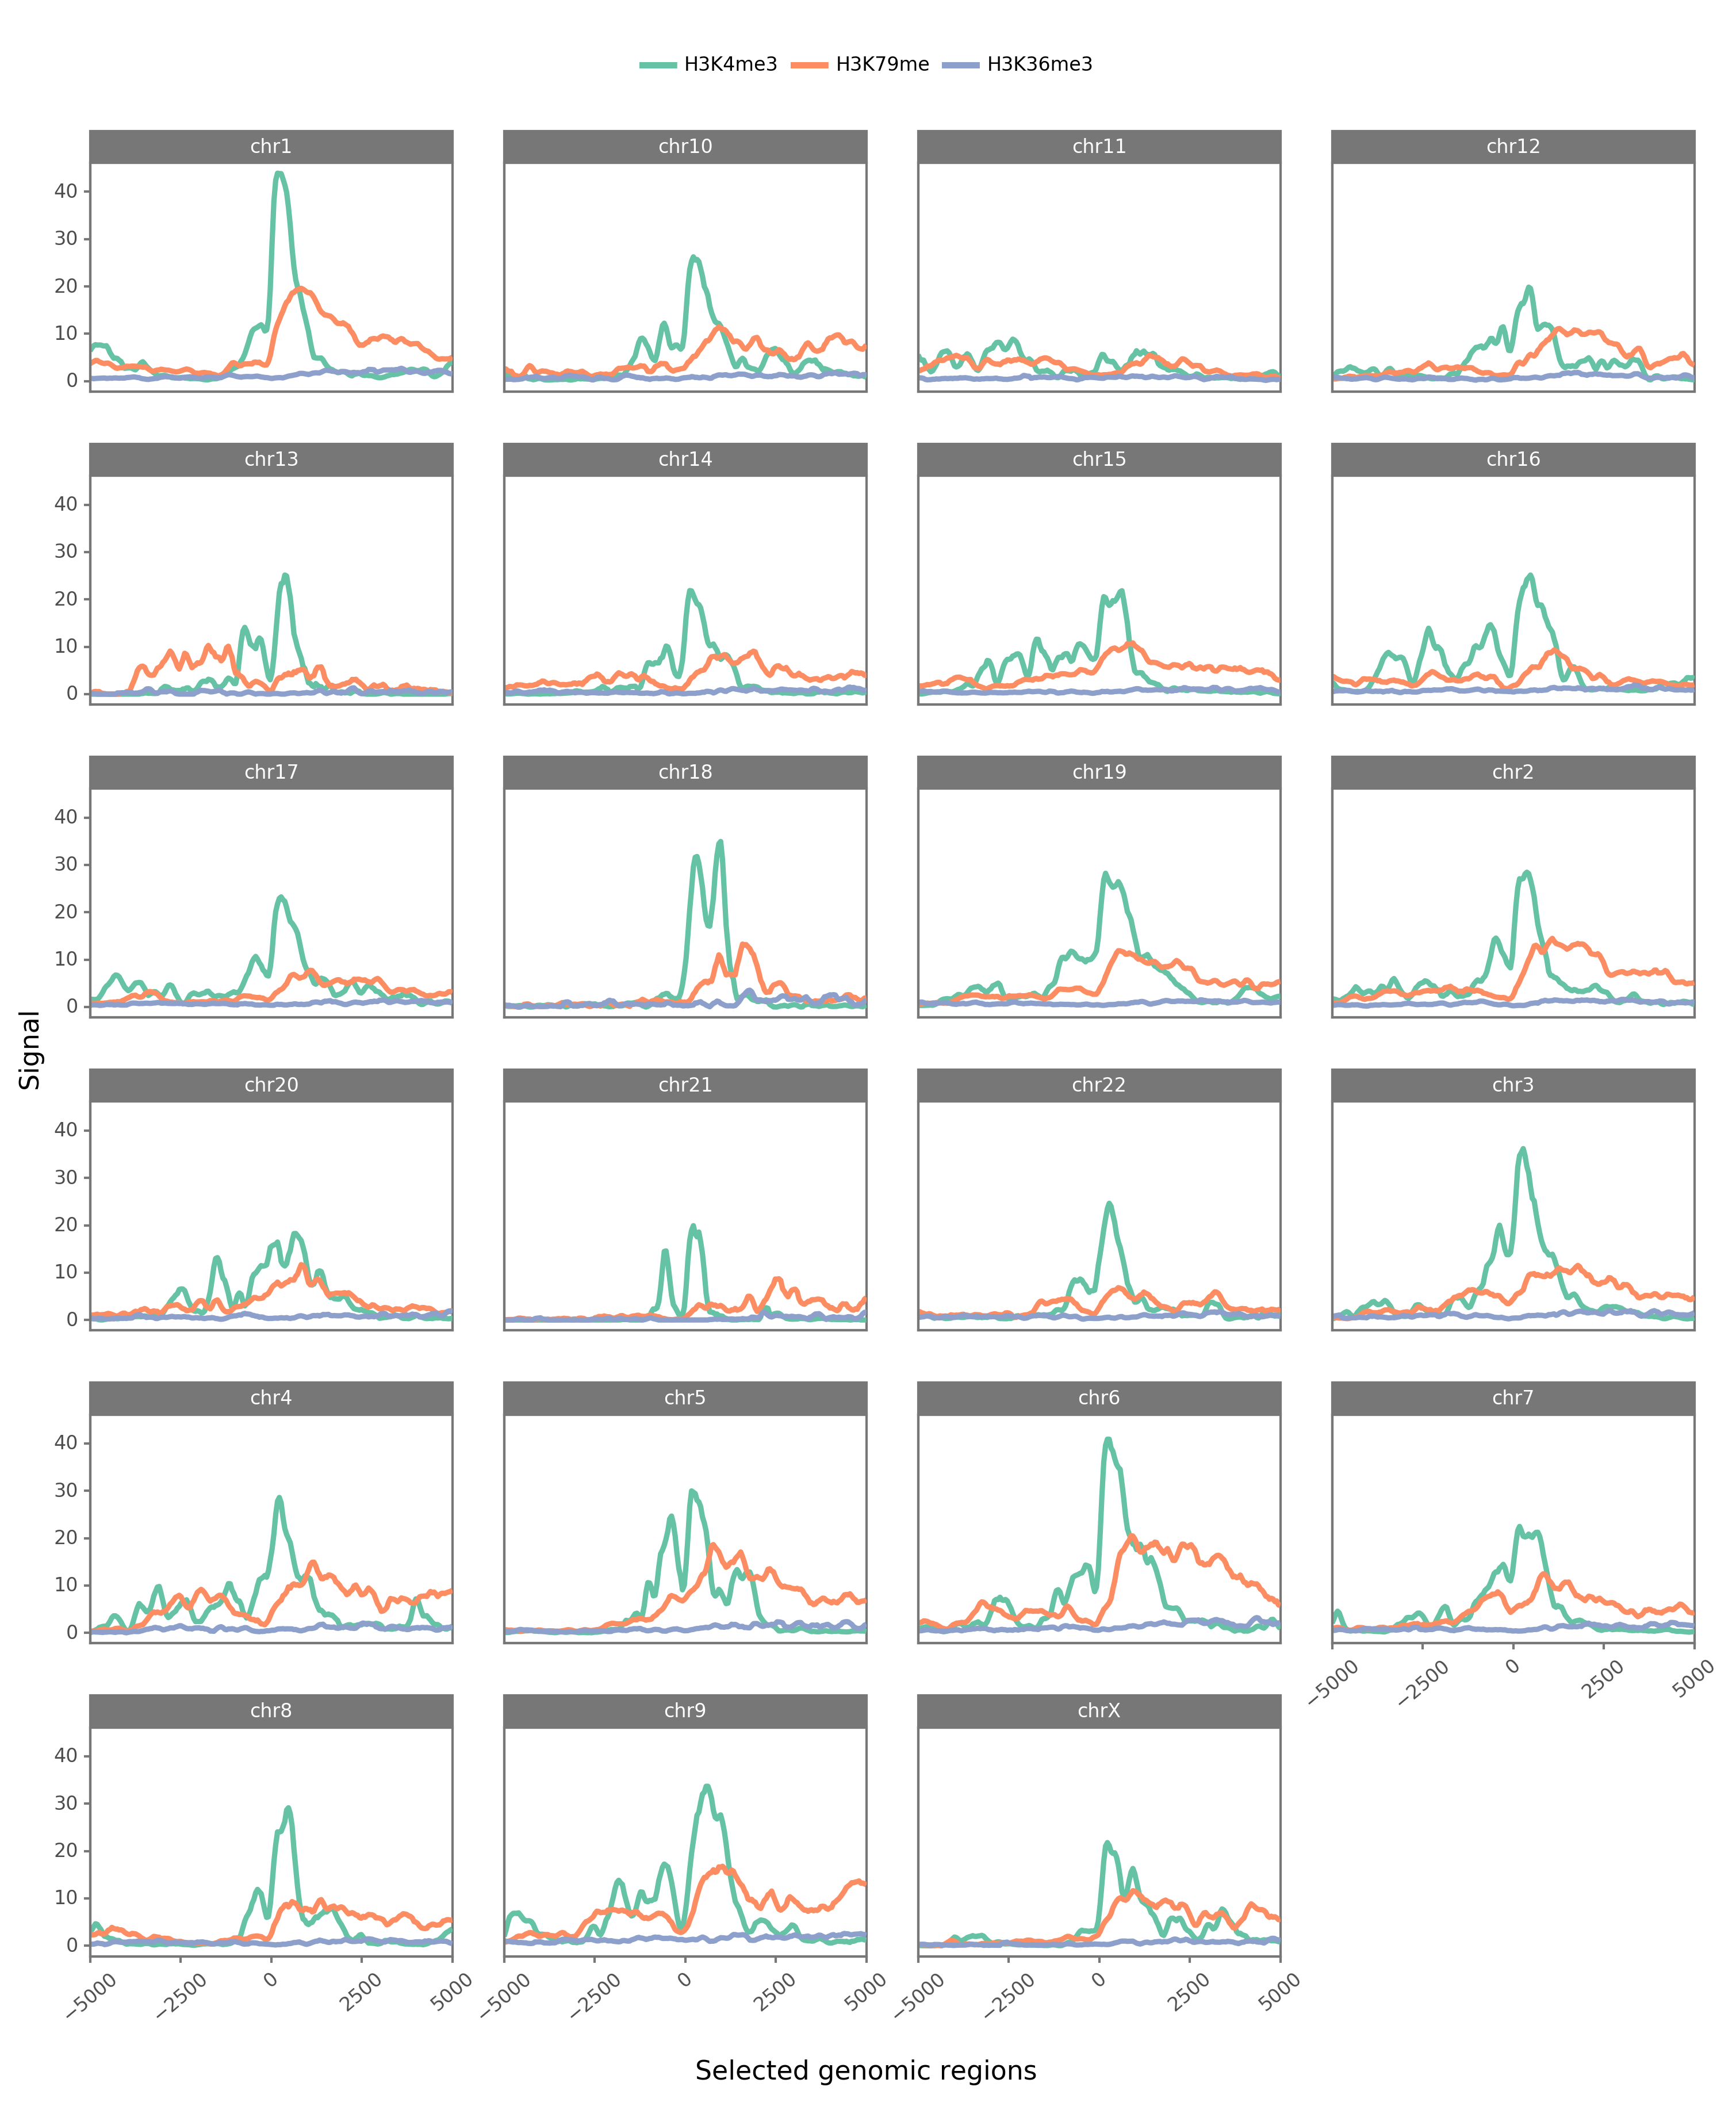 H3K4me3 H3K79me H3K36me3
chr1 chr10 chr11 chr12
40
30
20
10
0
chr13 chr14 chr15 chr16
40
30
20
10
0
chr17 chr18 chr19 chr2
40
30
20
10
0
Signal
chr20 chr21 chr22 chr3
40
30
20
10
0
chr4 chr5 chr6 chr7
40
30
20
10
0
−5000 −2500 0 2500 5000
chr8 chr9 chrX
40
30
20
10
0
−5000 −2500 0 2500 5000 −5000 −2500 0 2500 5000 −5000 −2500 0 2500 5000
Selected genomic regions